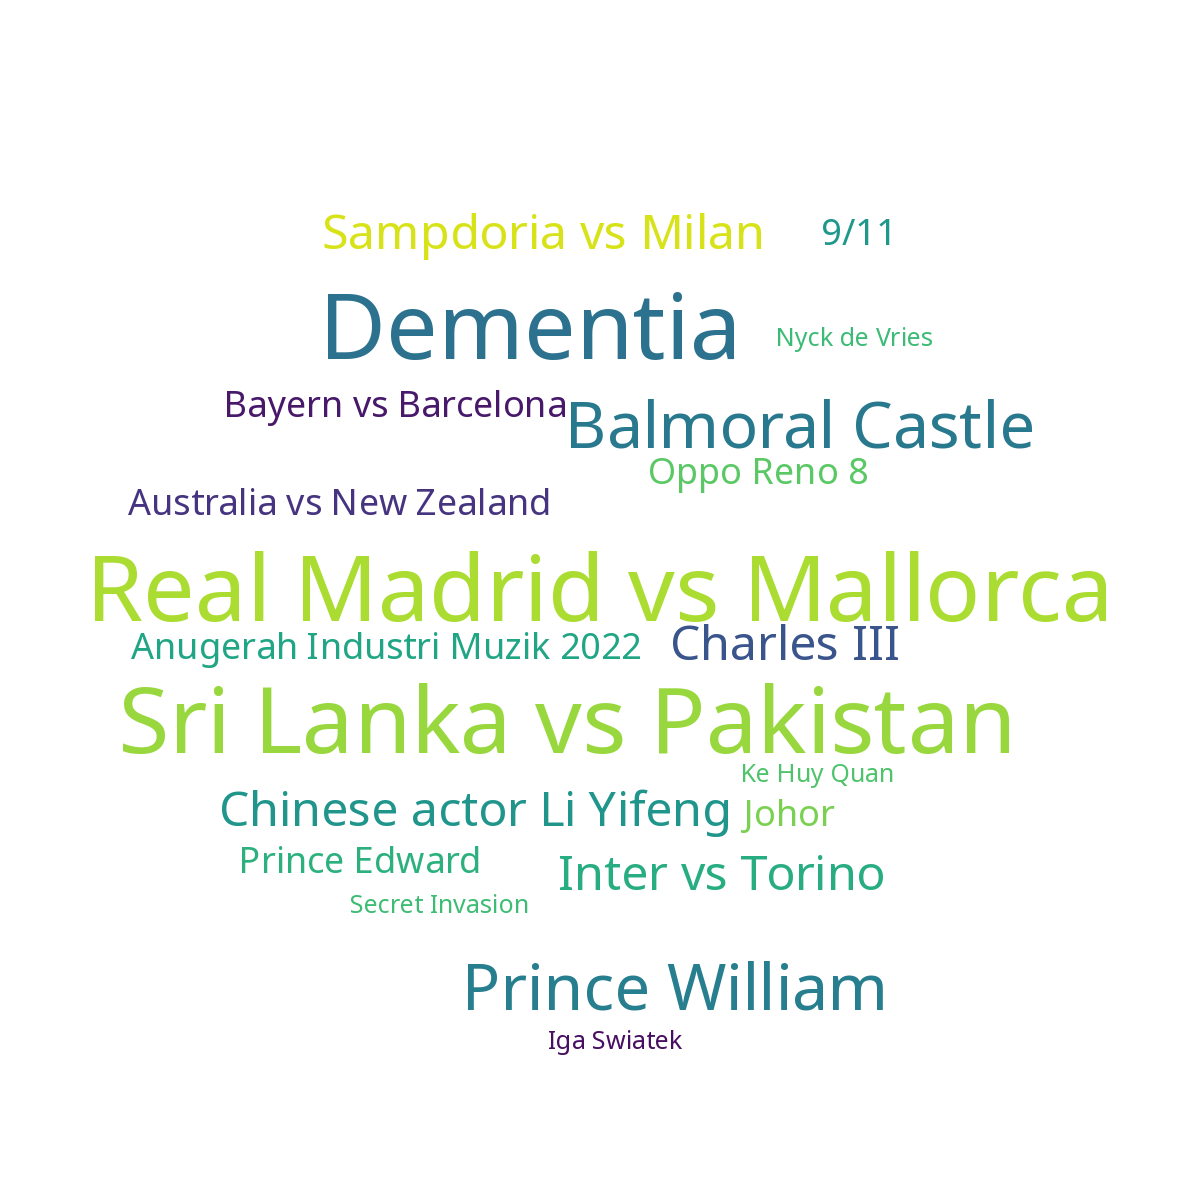 Sampdoria vs Milan
9/11
Dementia
Nyck de Vries
Bayern vs Barcelona
Balmoral Castle
Oppo Reno 8
Australia vs New Zealand
Real Madrid vs Mallorca
Anugerah Industri Muzik 2022
Charles III
Sri Lanka vs Pakistan
Ke Huy Quan
Chinese actor Li Yifeng
Johor
Prince Edward
Inter vs Torino
Secret Invasion
Prince William
Iga Swiatek